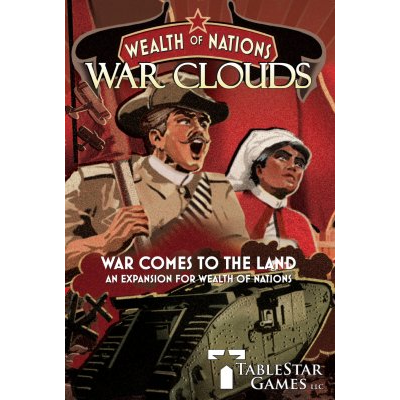 WEALTH OF NATIONS
WAR CLOUDS
WAR COMES TO THE LAND
AN EXPANSION FOR WEALTH OF NATIONS
TABLESTAR
GAMES LLC